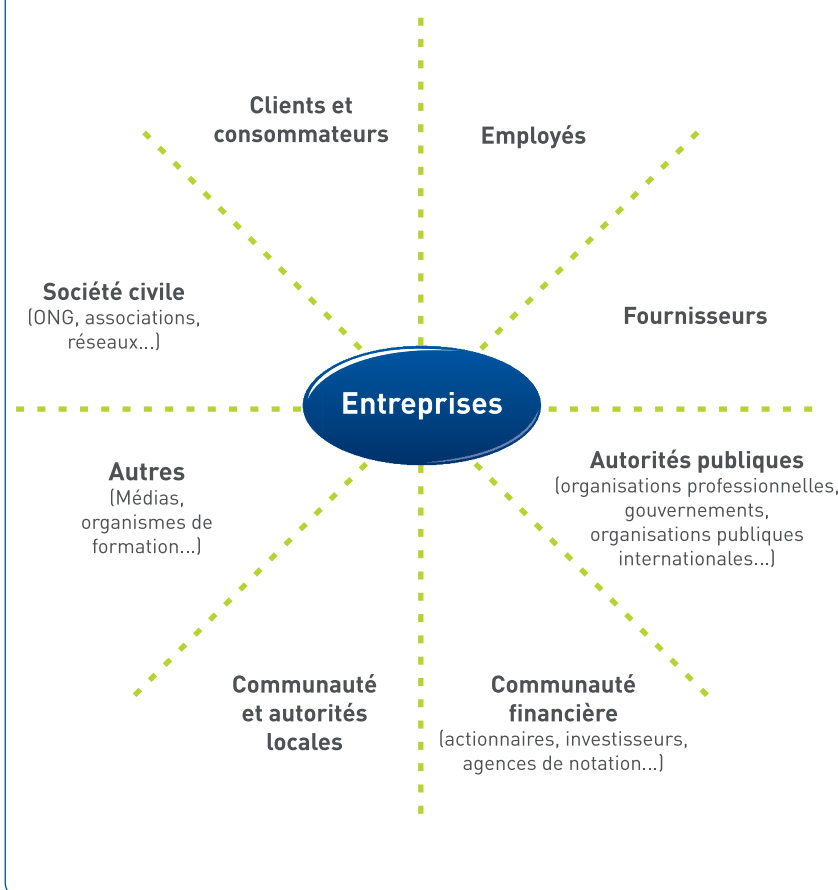 Clients et
consommateurs
Employés
Société civile
(ONG, associations,
réseaux...)
Fournisseurs
Entreprises
Autres
(Médias,
organismes de
formation...)
Autorités publiques
(organisations professionnelles,
gouvernements,
organisations publiques
internationales...)
Communauté
et autorités
locales
Communauté
financière
(actionnaires, investisseurs,
agences de notation...)